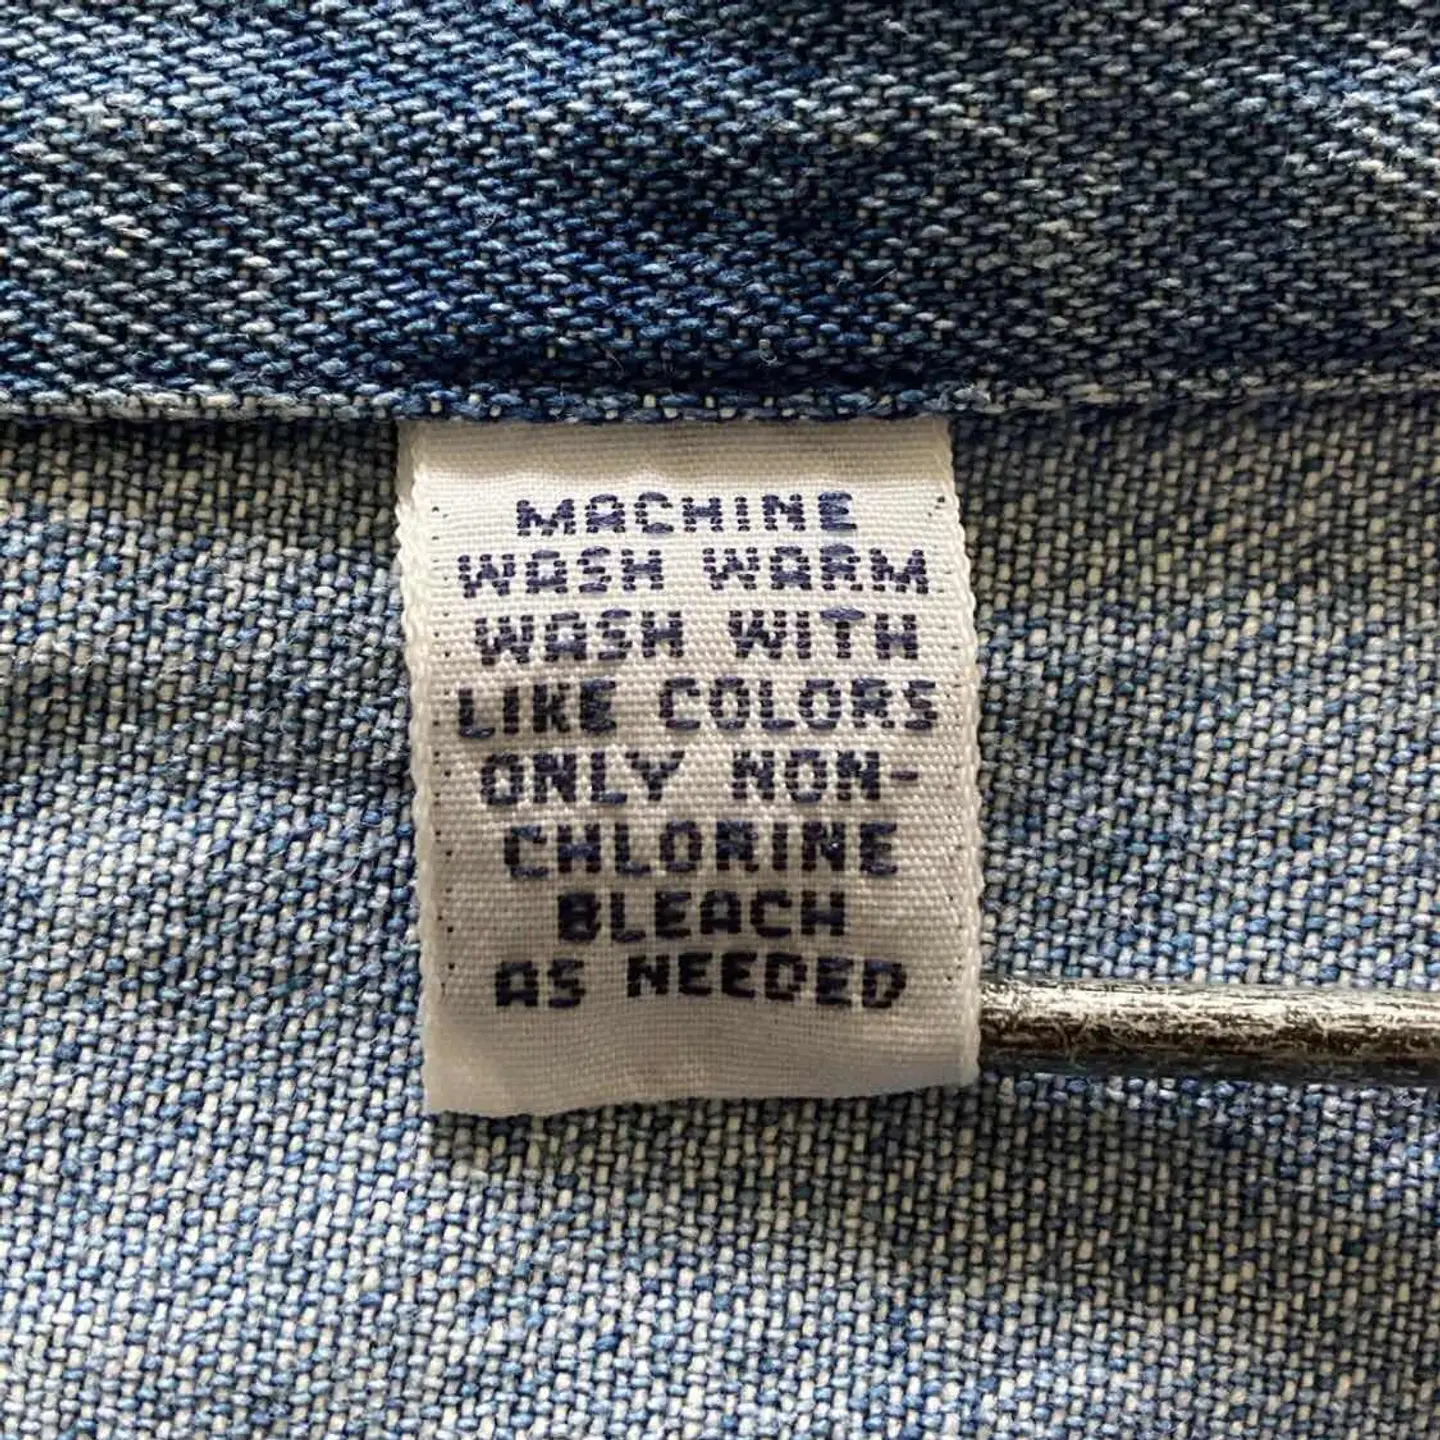 MACHINE
WASH WARM
WASH WITH
LIKE COLORS
ONLY NON-
CHLORINE
BLEACH
AS NEEDED